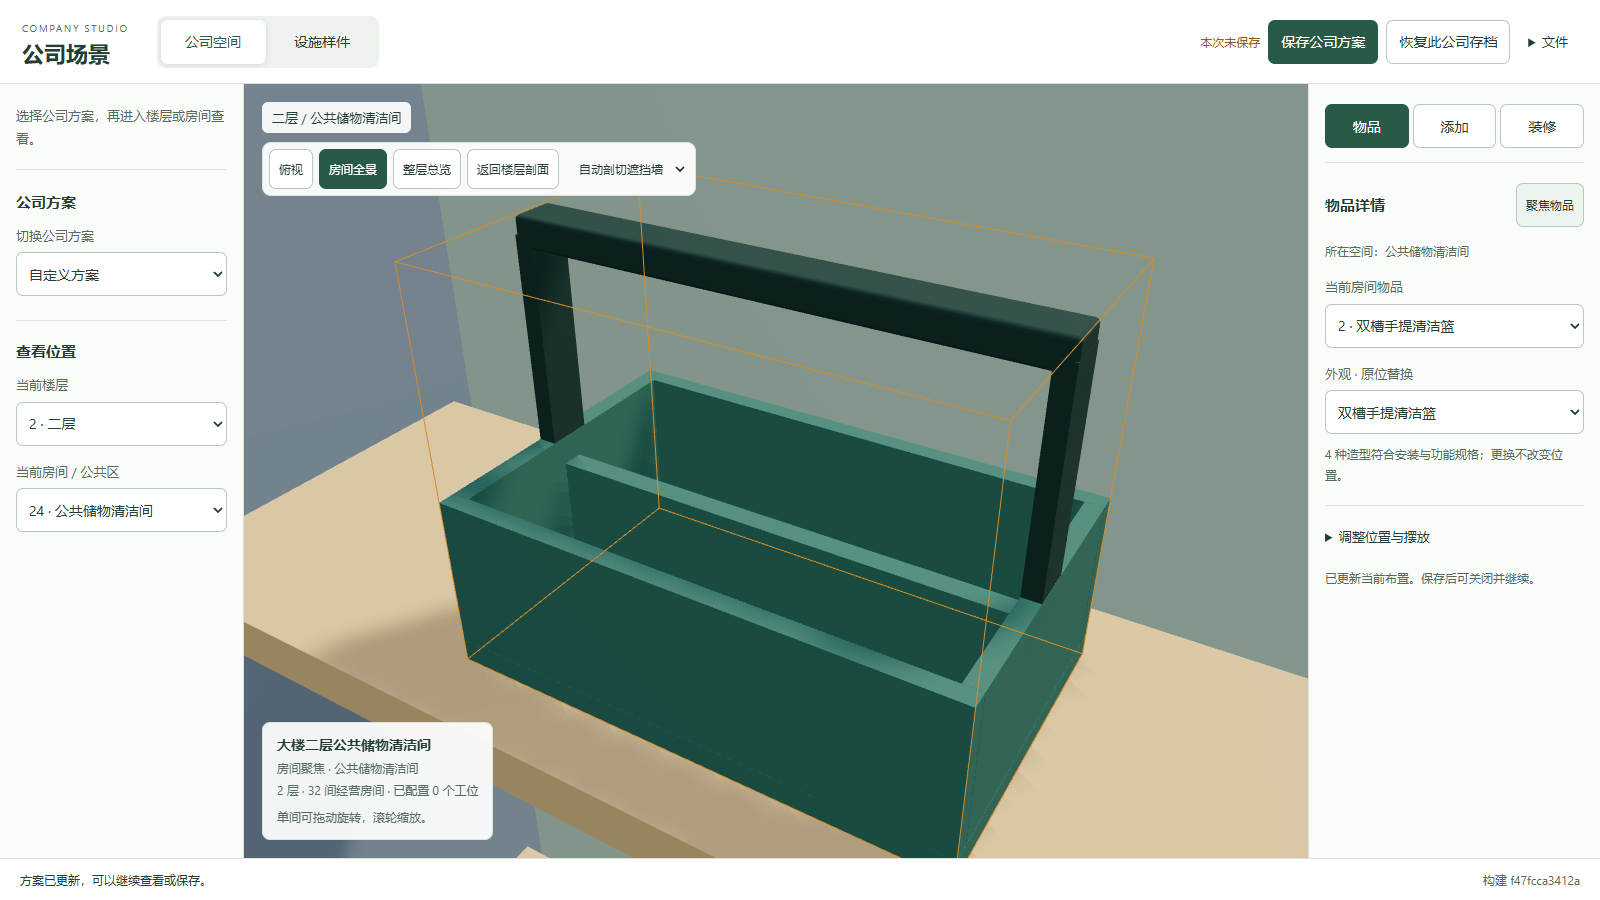 COMPANY STUDIO
公司场景
公司空间
设施样件
本次未保存
保存公司方案
恢复此公司存档
文件
选择公司方案，再进入楼层或房间查看。
公司方案
切换公司方案
自定义方案
查看位置
当前楼层
2 · 二层
当前房间 / 公共区
24 · 公共储物清洁间
二层 / 公共储物清洁间
俯视
房间全景
整层总览
返回楼层剖面
自动剖切遮挡墙
大楼二层公共储物清洁间
房间聚焦 · 公共储物清洁间
2 层 · 32 间经营房间 · 已配置 0 个工位
单间可拖动旋转，滚轮缩放。
物品
添加
装修
物品详情
聚焦物品
所在空间：公共储物清洁间
当前房间物品
2 · 双槽手提清洁篮
外观 · 原位替换
双槽手提清洁篮
4 种造型符合安装与功能规格；更换不改变位置。
调整位置与摆放
已更新当前布置。保存后可关闭并继续。
方案已更新，可以继续查看或保存。
构建 f47fcca3412a